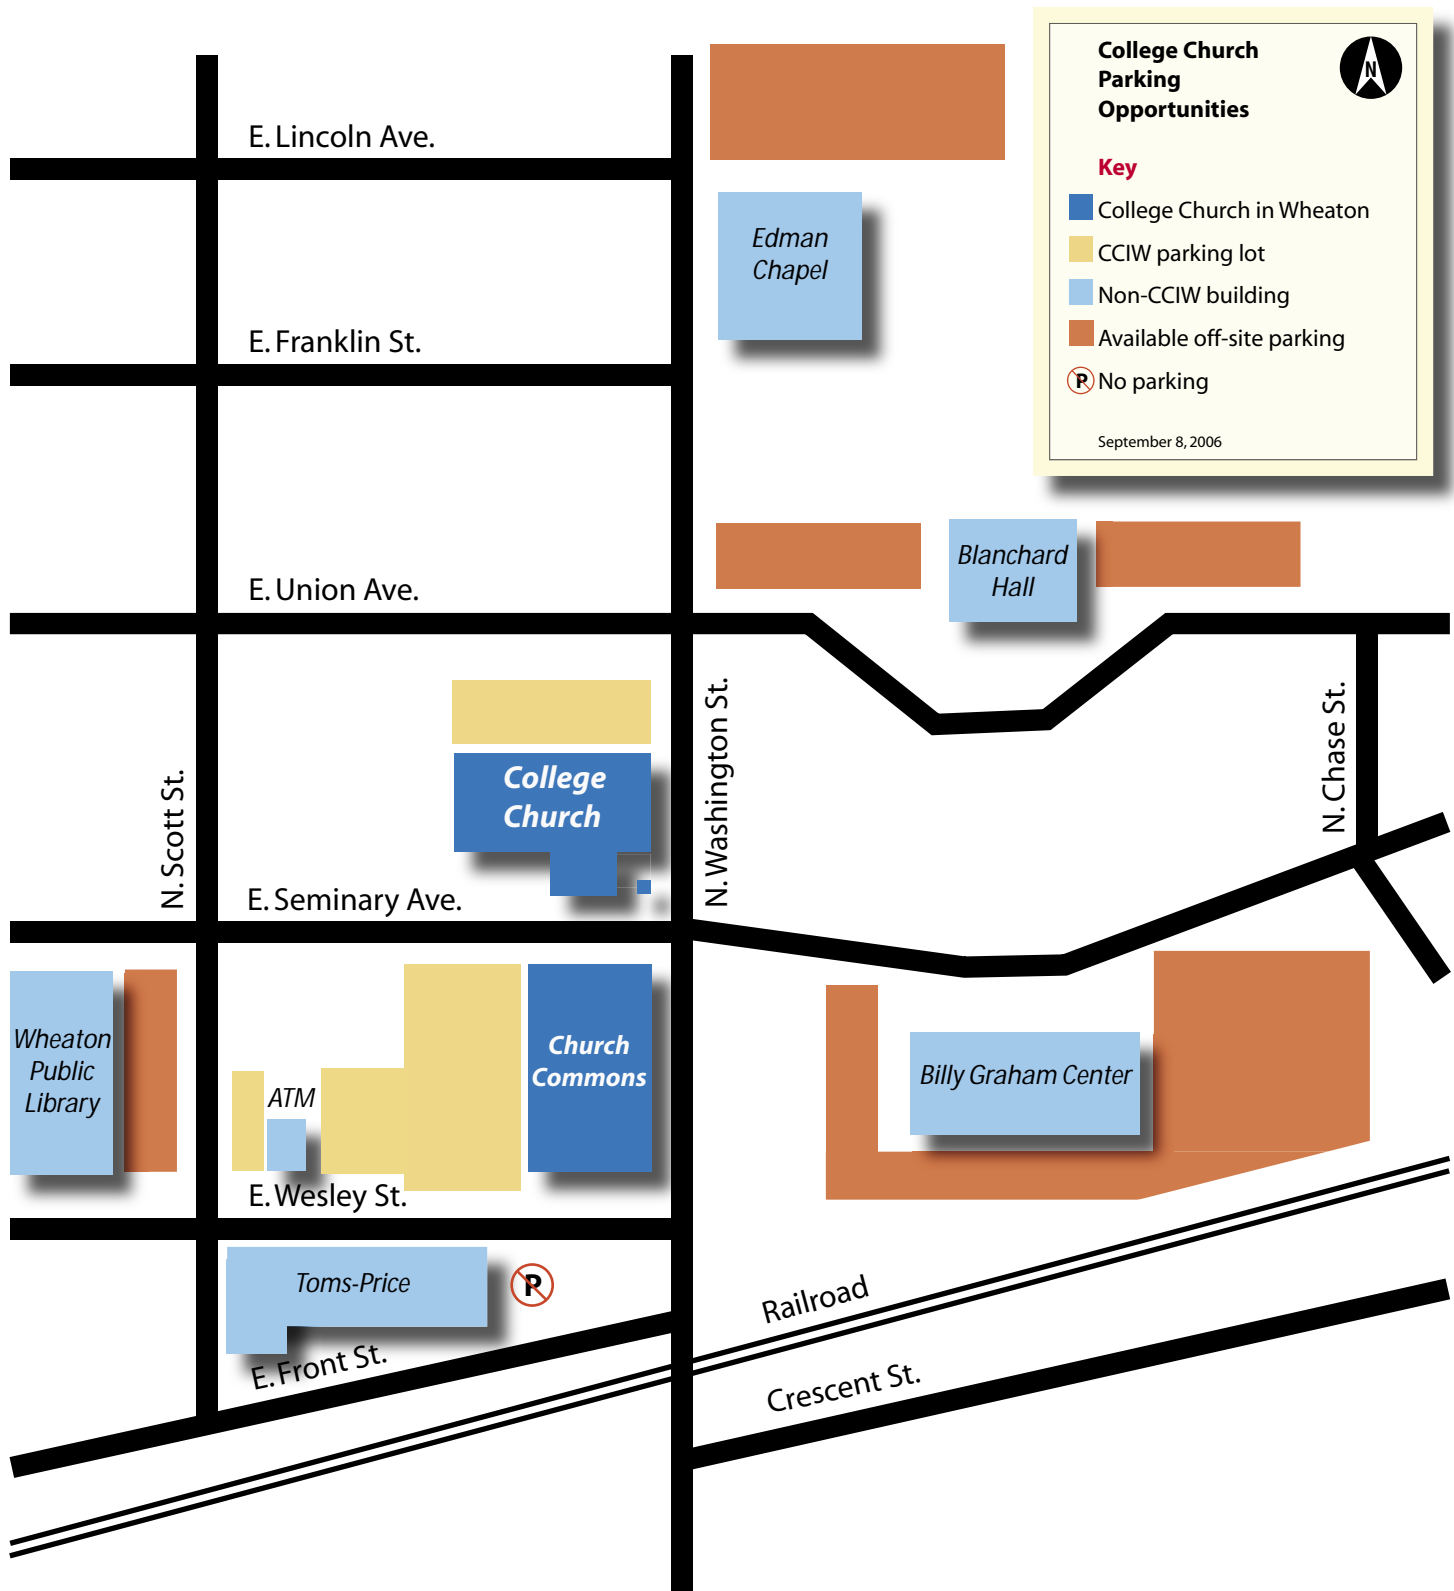 College Church
Parking
Opportunities
N
Key
College Church in Wheaton
CCIW parking lot
Non-CCIW building
Available off-site parking
P No parking
September 8, 2006
E. Lincoln Ave.
Edman
Chapel
E. Franklin St.
Blanchard
Hall
E. Union Ave.
N. Scott St.
College
Church
N. Washington St.
N. Chase St.
E. Seminary Ave.
Wheaton
Public
Library
ATM
Church
Commons
Billy Graham Center
E. Wesley St.
Toms-Price
P
E. Front St.
Railroad
Crescent St.